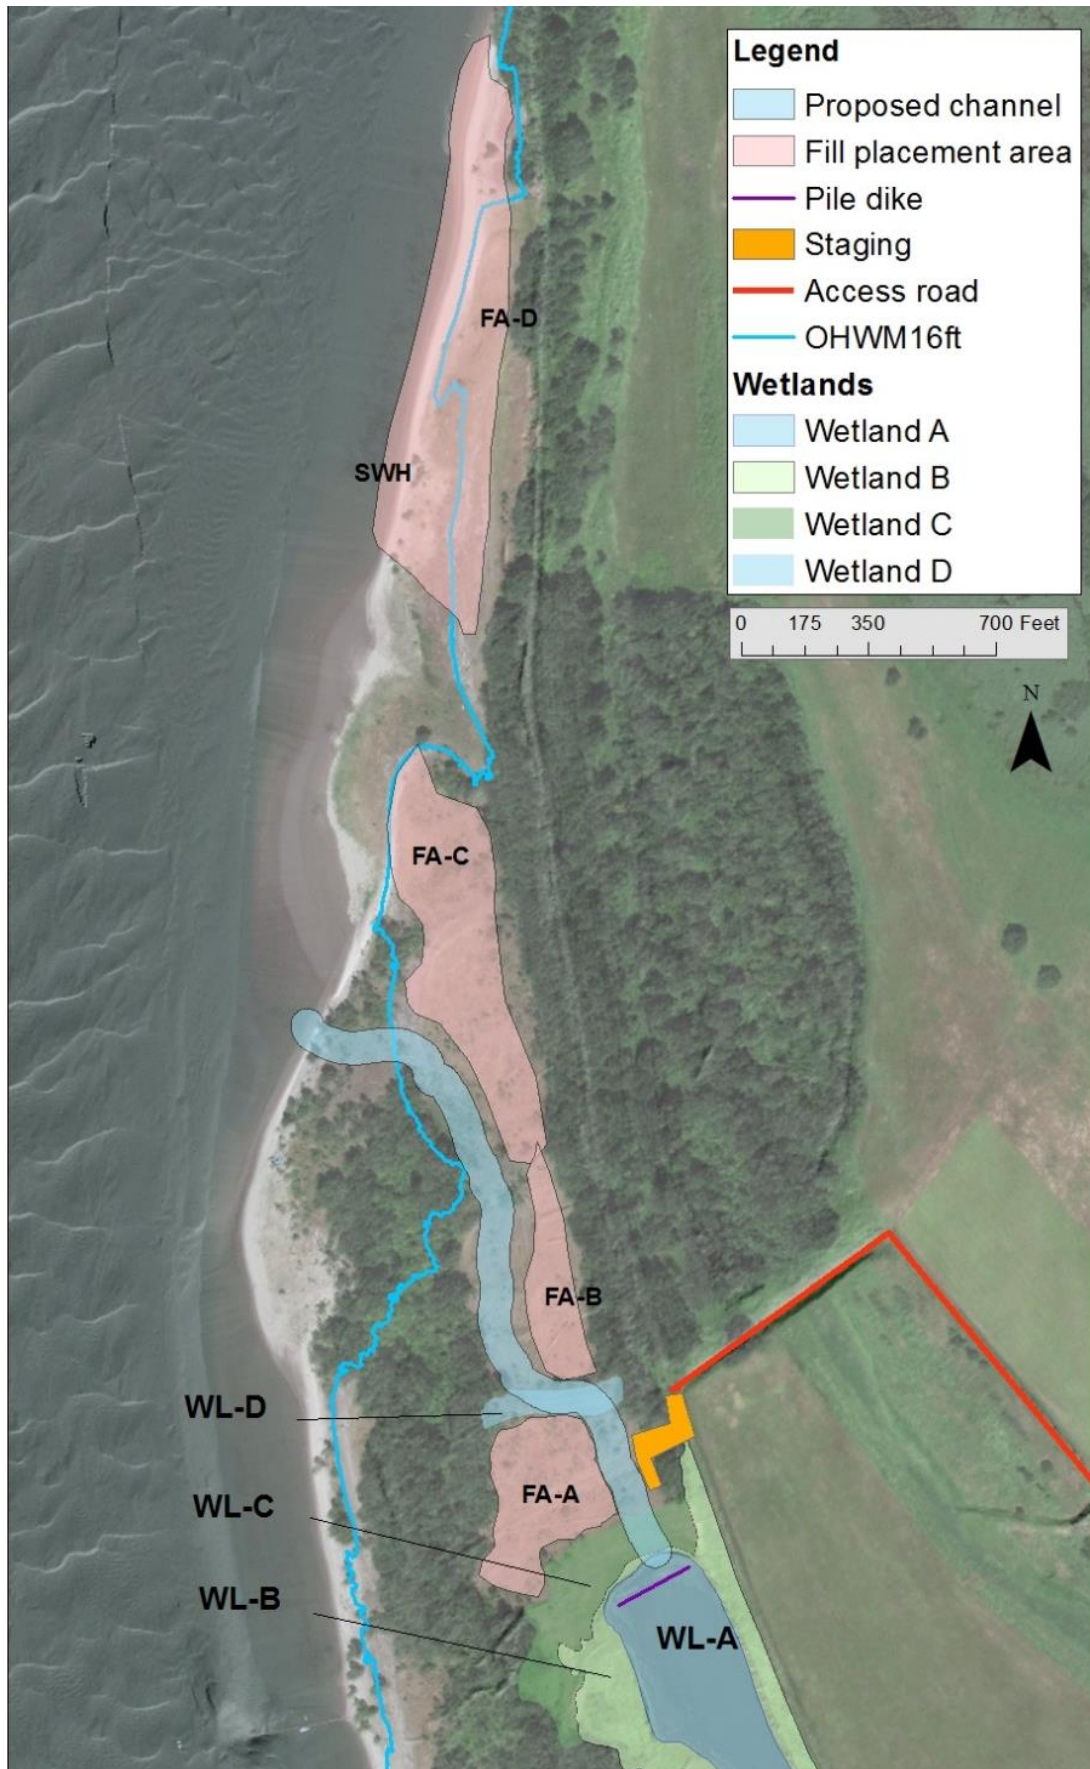 Legend
Proposed channel
Fill placement area
Pile dike
Staging
Access road
OHWM16ft
Wetlands
Wetland A
Wetland B
Wetland C
Wetland D
0 175 350 700 Feet
N
FA-D
SWH
FA-C
FA-B
WL-D
FA-A
WL-C
WL-B
WL-A